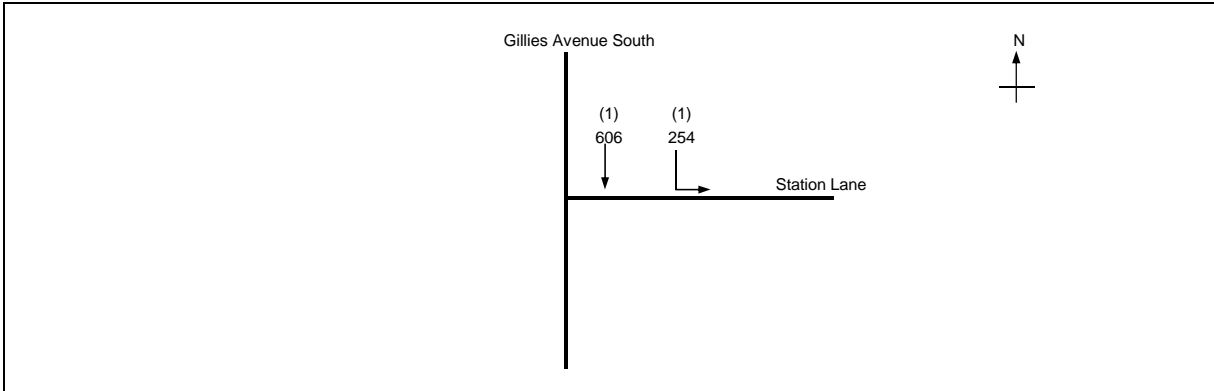 Gillies Avenue South
N
(1) (1)
606 254
Station Lane